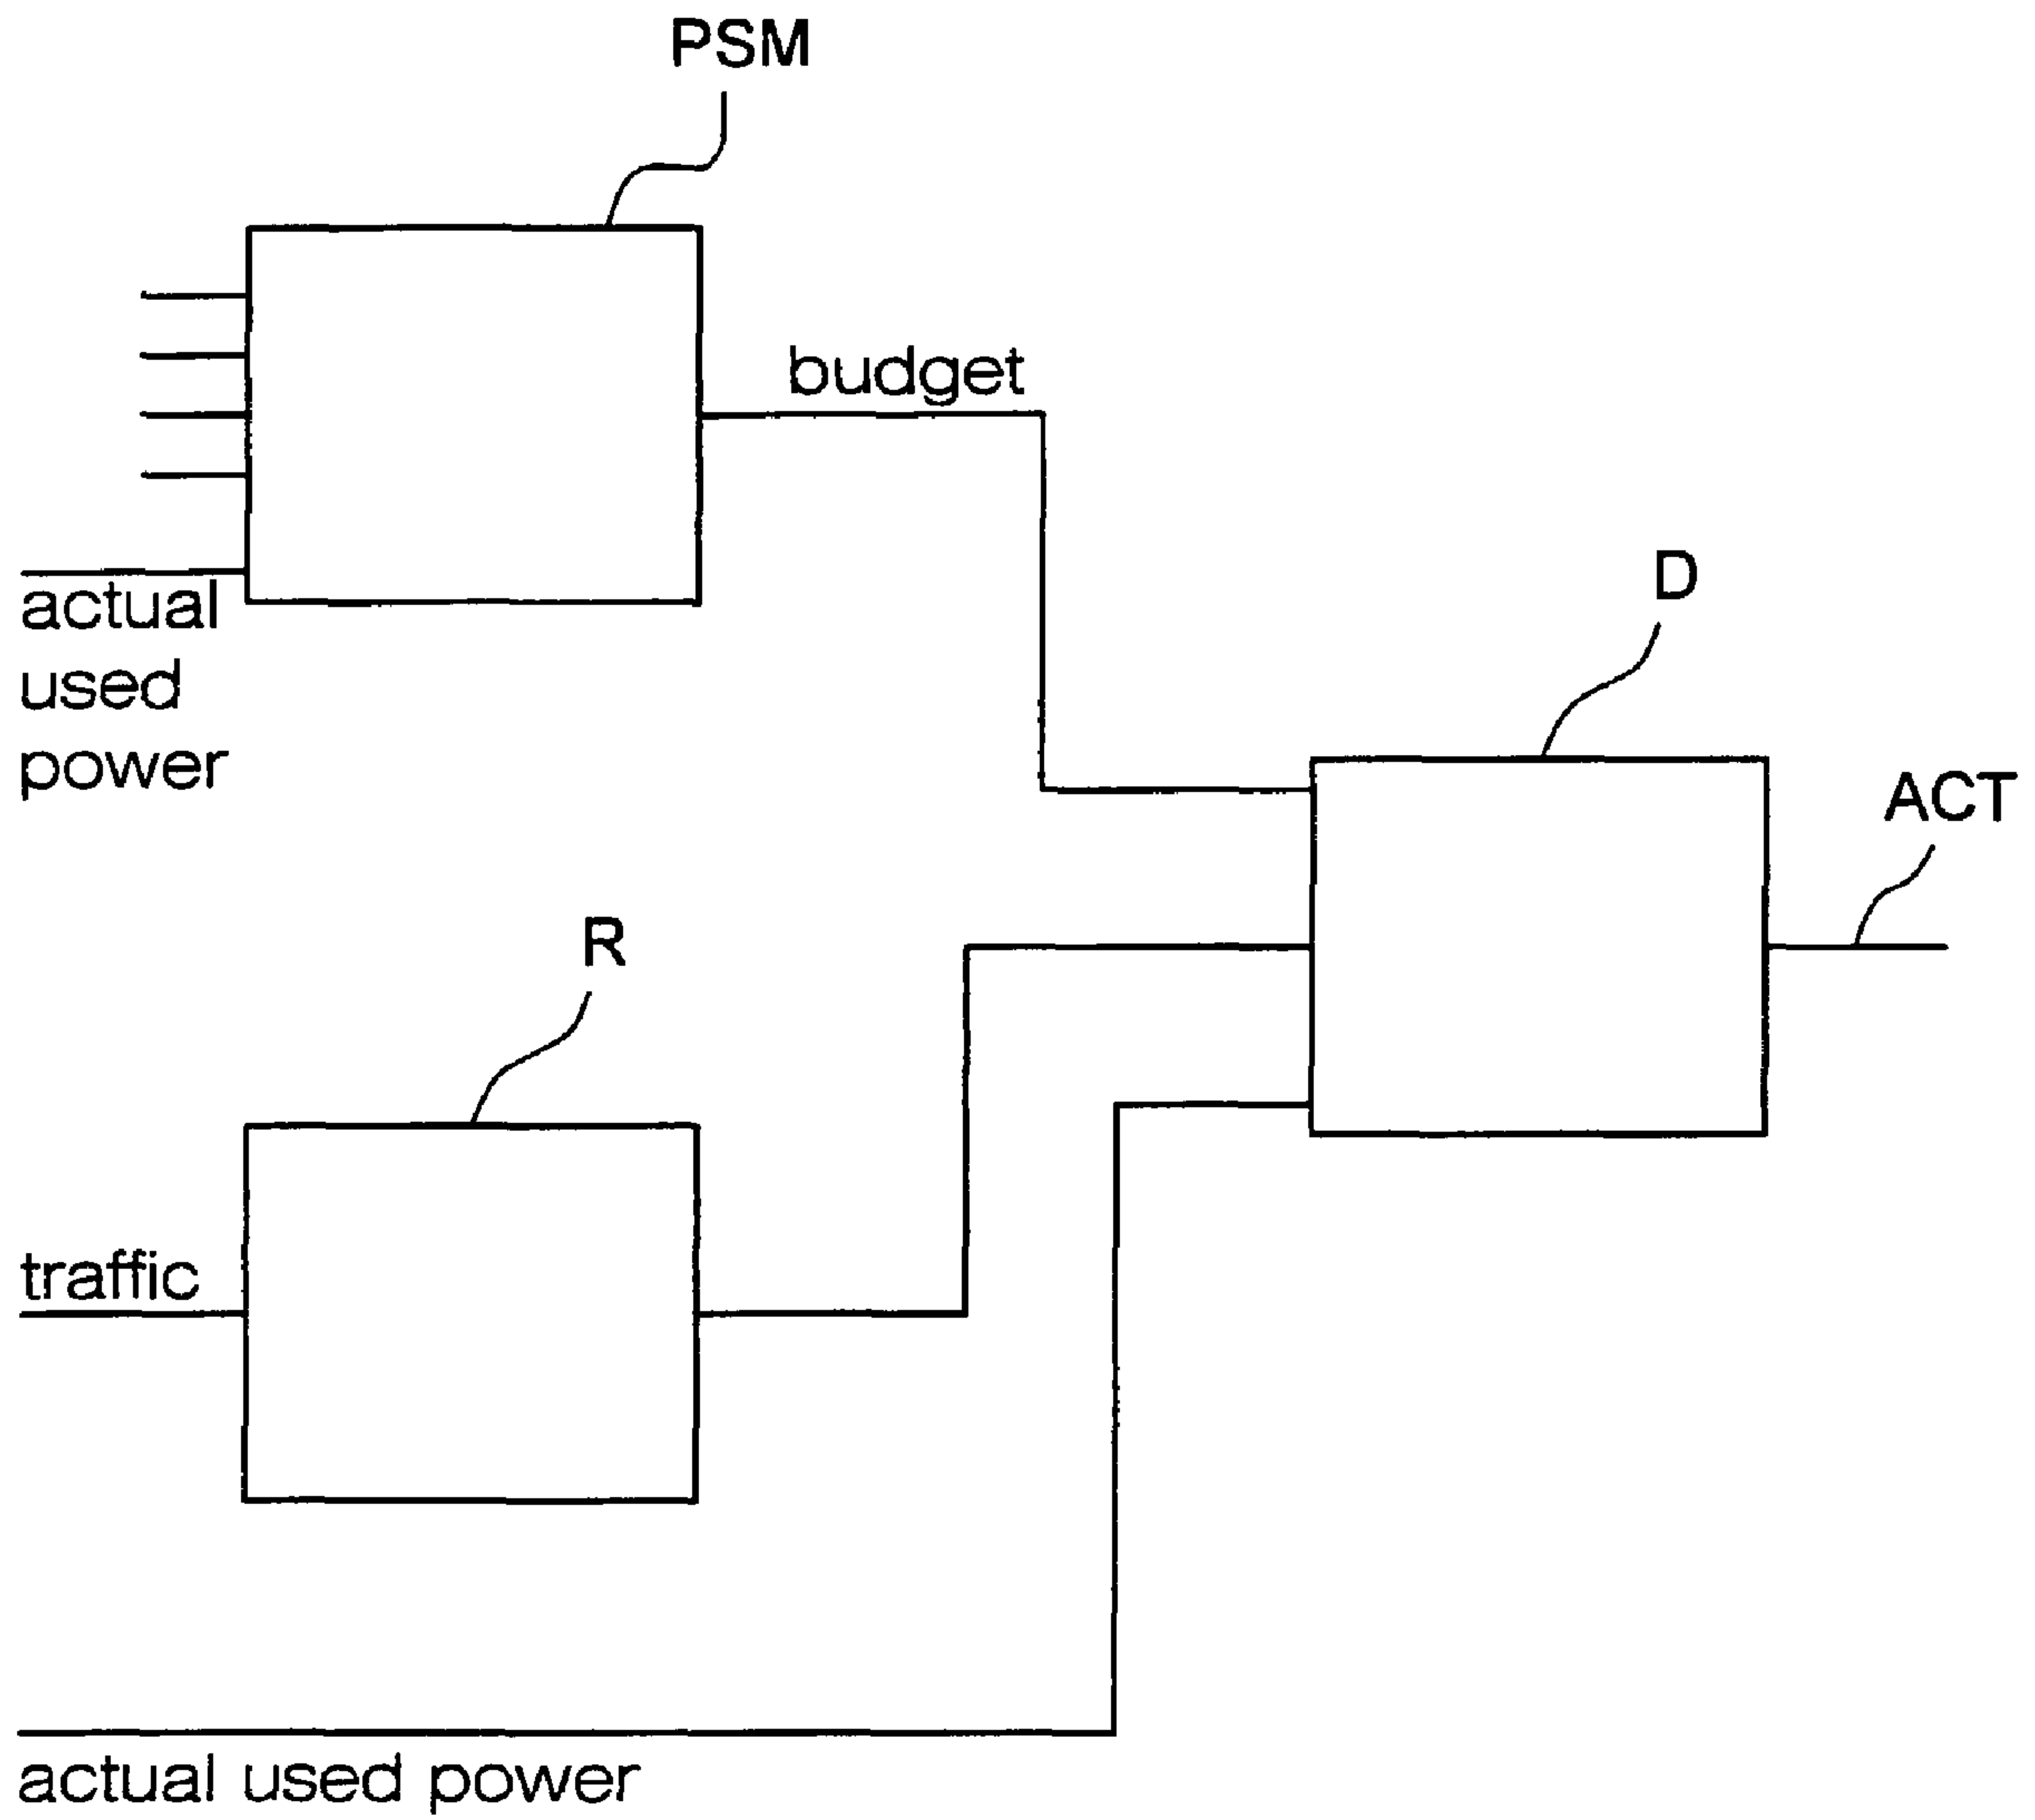 PSM
budget
actual
used
power
D
ACT
R
traffic
actual used power